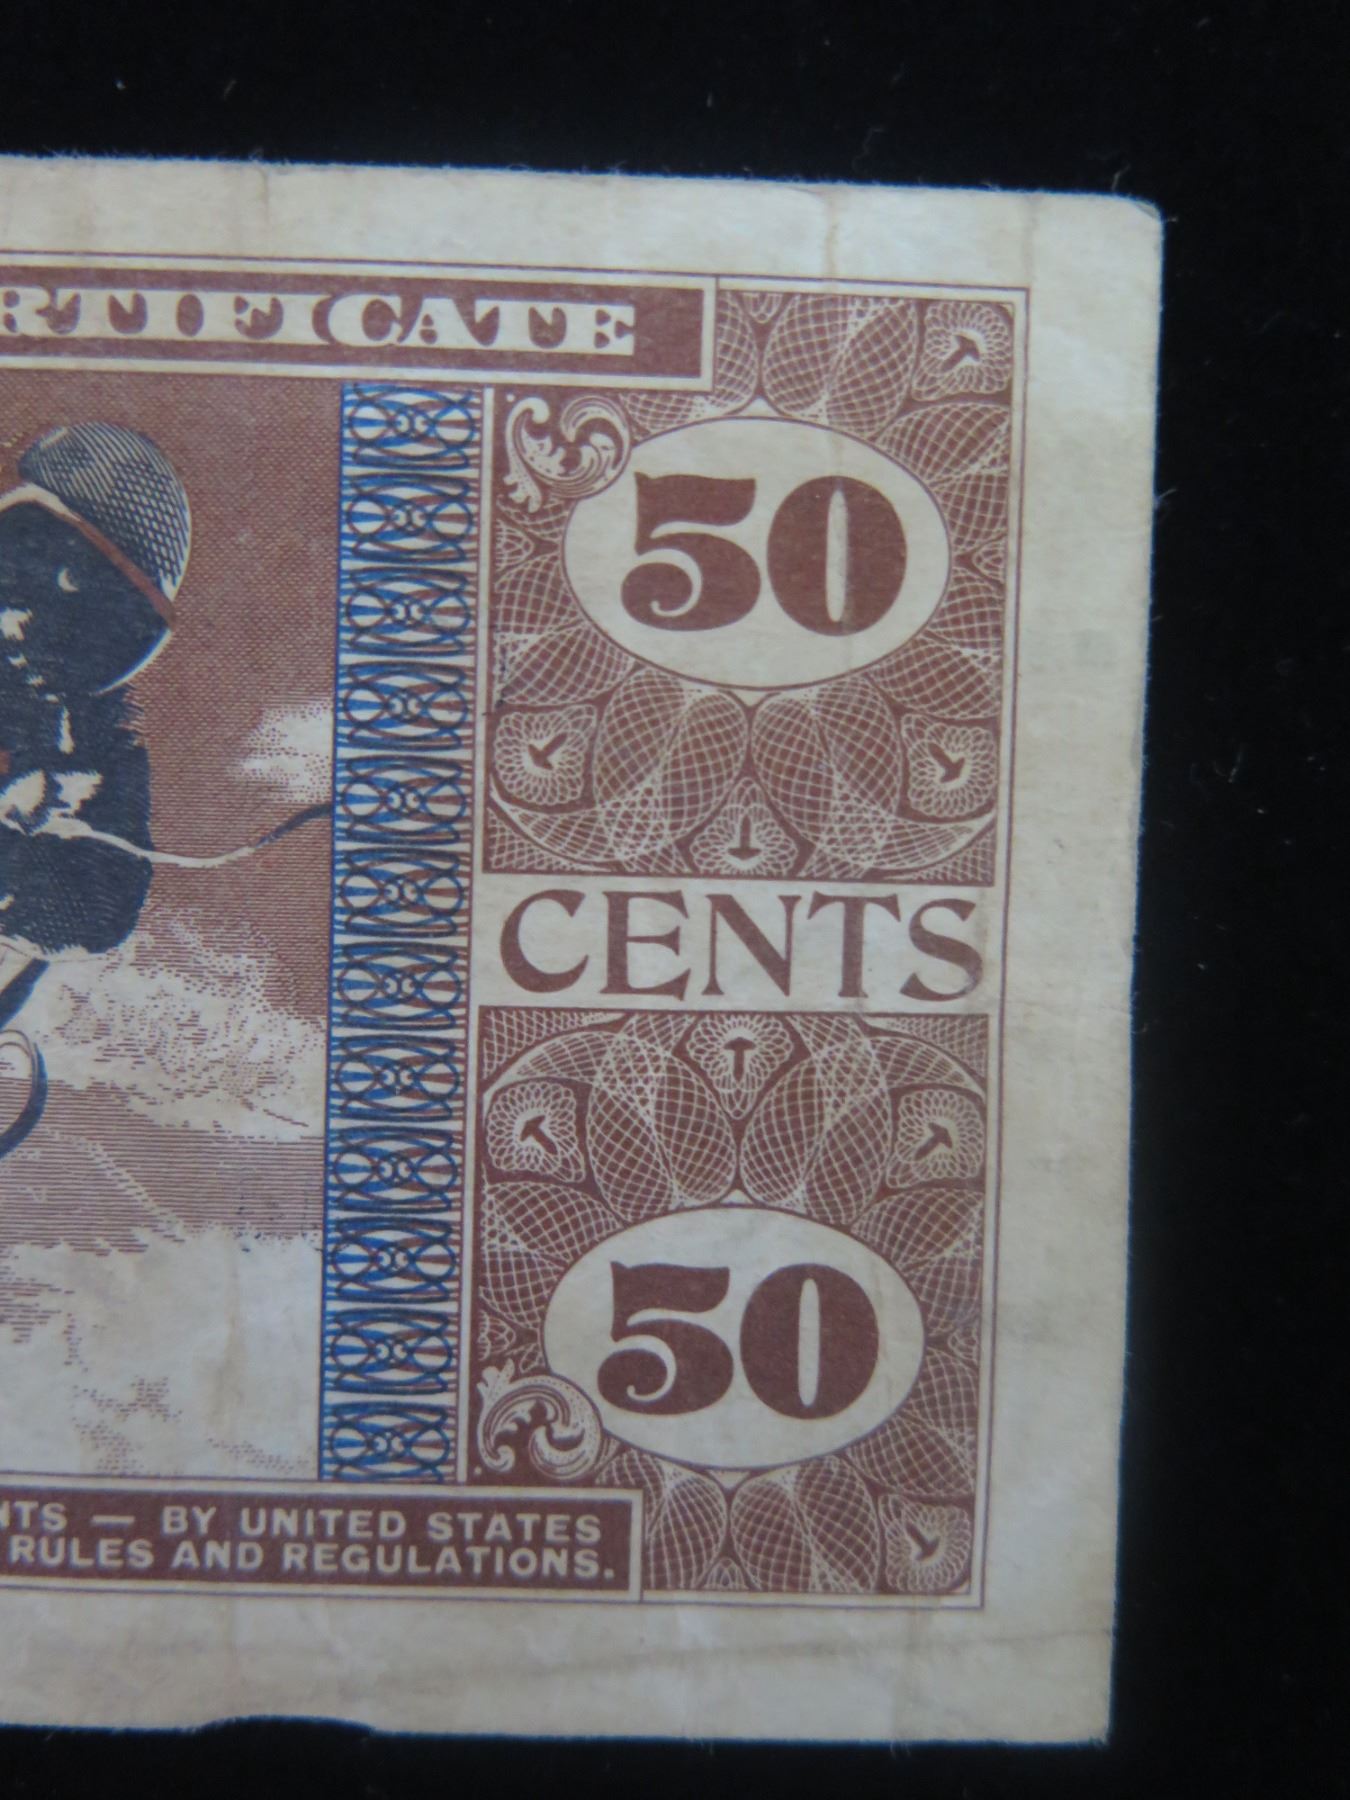 RTIFICATE
50
CENTS
50
NTS — BY UNITED STATES
RULES AND REGULATIONS.